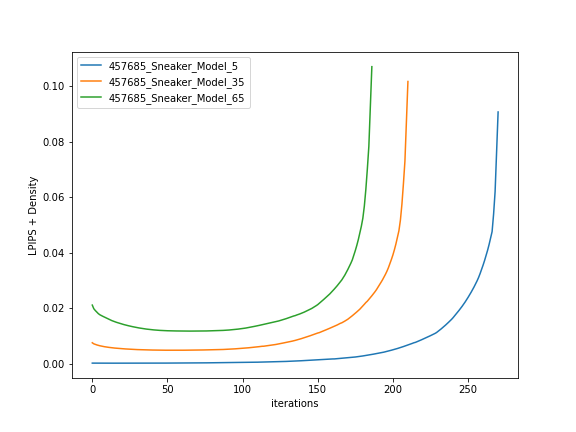 457685_Sneaker_Model_5
457685_Sneaker_Model_35
457685_Sneaker_Model_65
0.10
0.08
0.06
0.04
0.02
0.00
LPIPS + Density
0 50 100 150 200 250
iterations